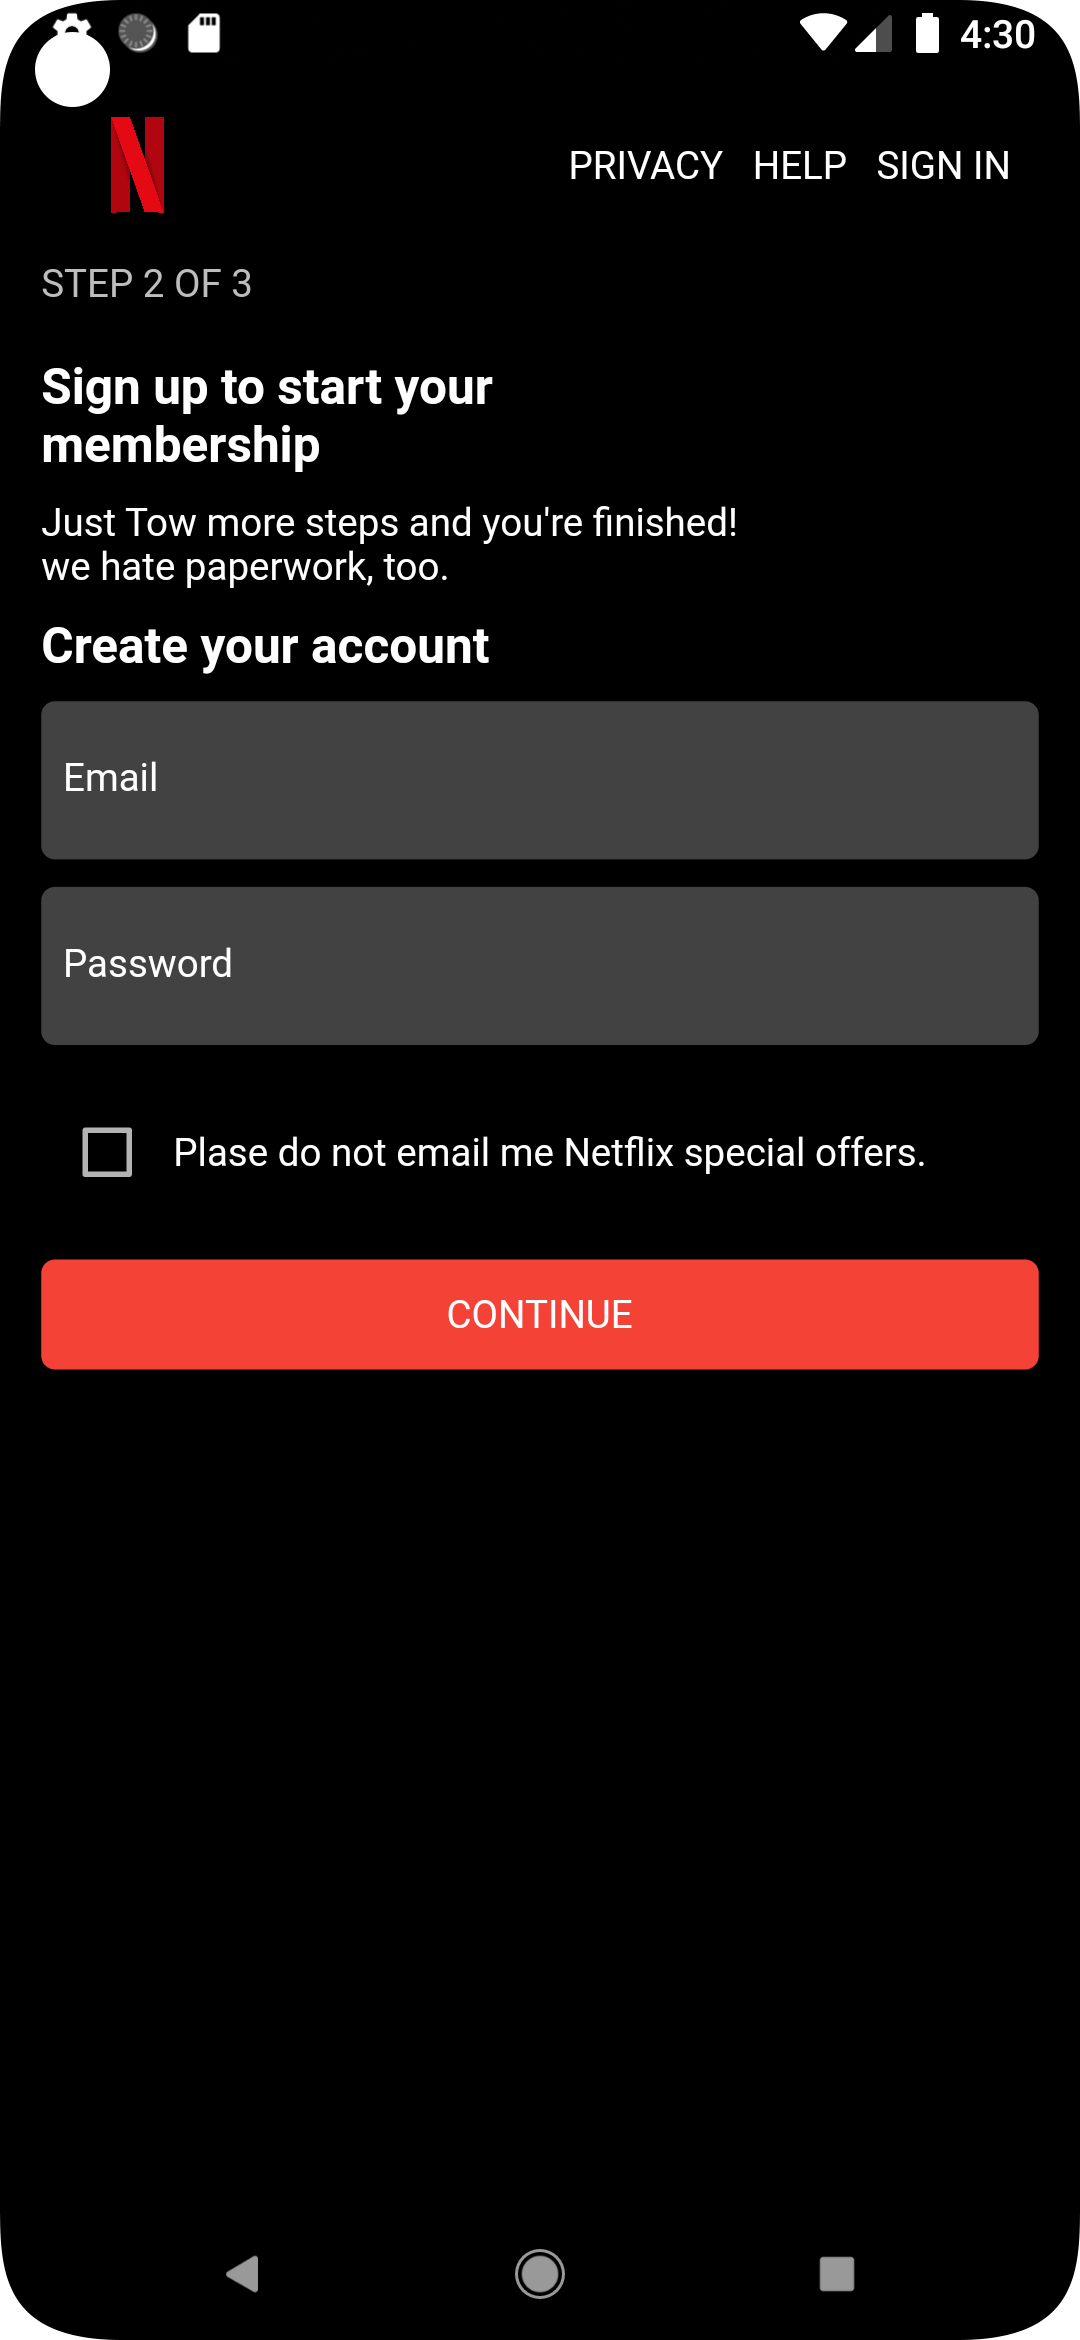 4:30
PRIVACY HELP SIGN IN
STEP 2 OF 3
Sign up to start your
membership
Just Tow more steps and you're finished!
we hate paperwork, too.
Create your account
Email
Password
Plase do not email me Netflix special offers.
CONTINUE